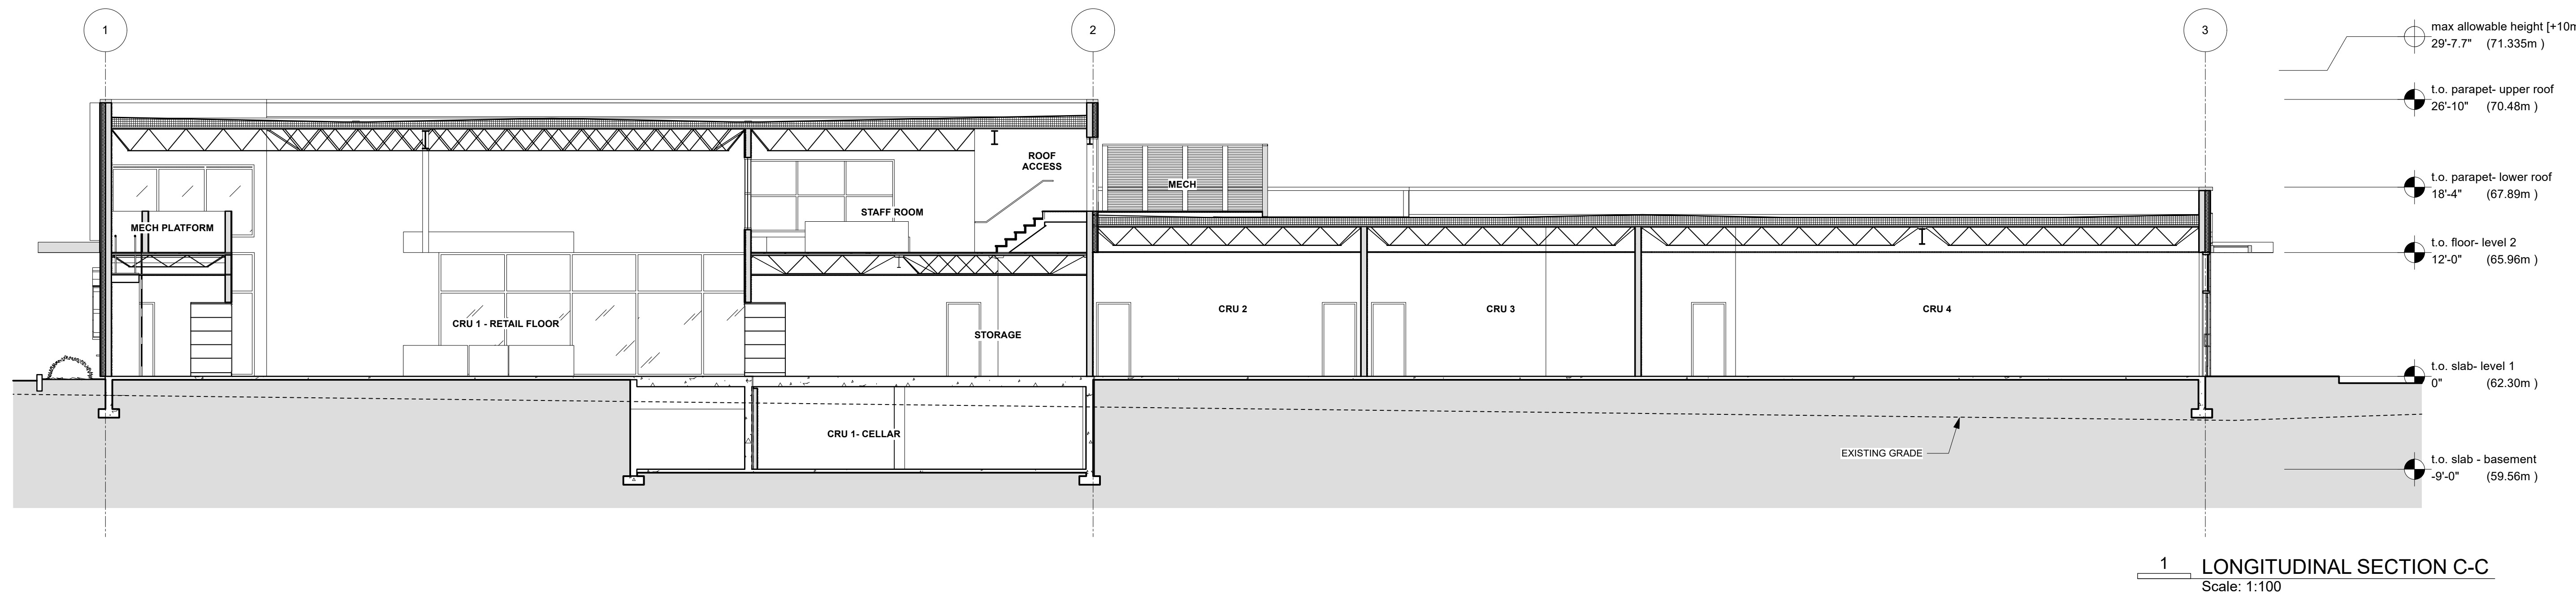 1
2
3
max allowable height [+10m
29'-7.7" (71.335m )
t.o. parapet- upper roof
26'-10" (70.48m )
t.o. parapet- lower roof
18'-4" (67.89m )
t.o. floor- level 2
12'-0" (65.96m )
t.o. slab- level 1
0" (62.30m )
t.o. slab - basement
-9'-0" (59.56m )
ROOF
ACCESS
MECH
STAFF ROOM
MECH PLATFORM
CRU 1 - RETAIL FLOOR
STORAGE
CRU 2
CRU 3
CRU 4
CRU 1- CELLAR
EXISTING GRADE
1 LONGITUDINAL SECTION C-C
Scale: 1:100